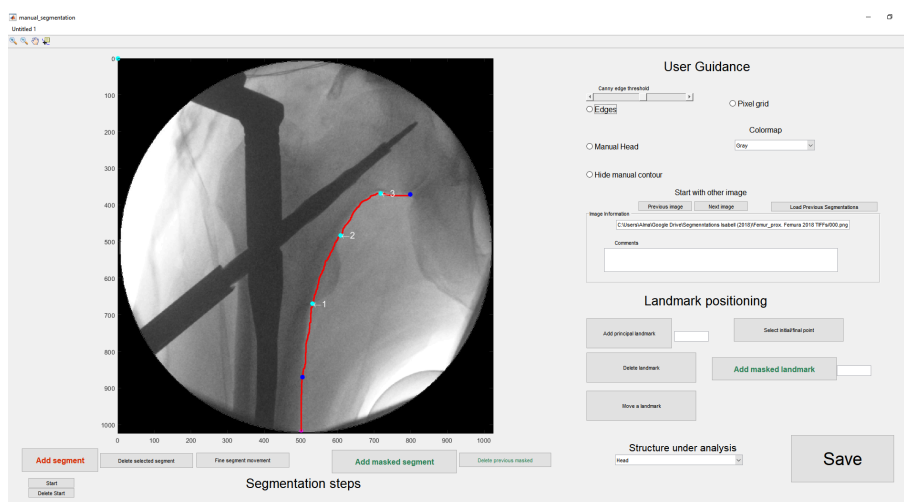 manual_segmentation
Untitled 1
User Guidance
Canny edge threshold
Edges
Pixel grid
Colormap
Manual Head
Gray
Hide manual contour
Start with other image
Previous image Next image Load Previous Segmentations
Image Information
C:\Users\Alma\Google Drive\Segmenntations Isabell (2018)\Femur_prox. Femura 2018 TIFFs/000.png
Comments
Landmark positioning
Add principal landmark
Select initial/final point
Delete landmark
Add masked landmark
Move a landmark
Structure under analysis
Head
Save
0
100
200
300
400
500
600
700
800
900
1000
0 100 200 300 400 500 600 700 800 900 1000
3
2
1
Add segment Delete selected segment Fine segment movement Add masked segment Delete previous masked
Start
Delete Start
Segmentation steps